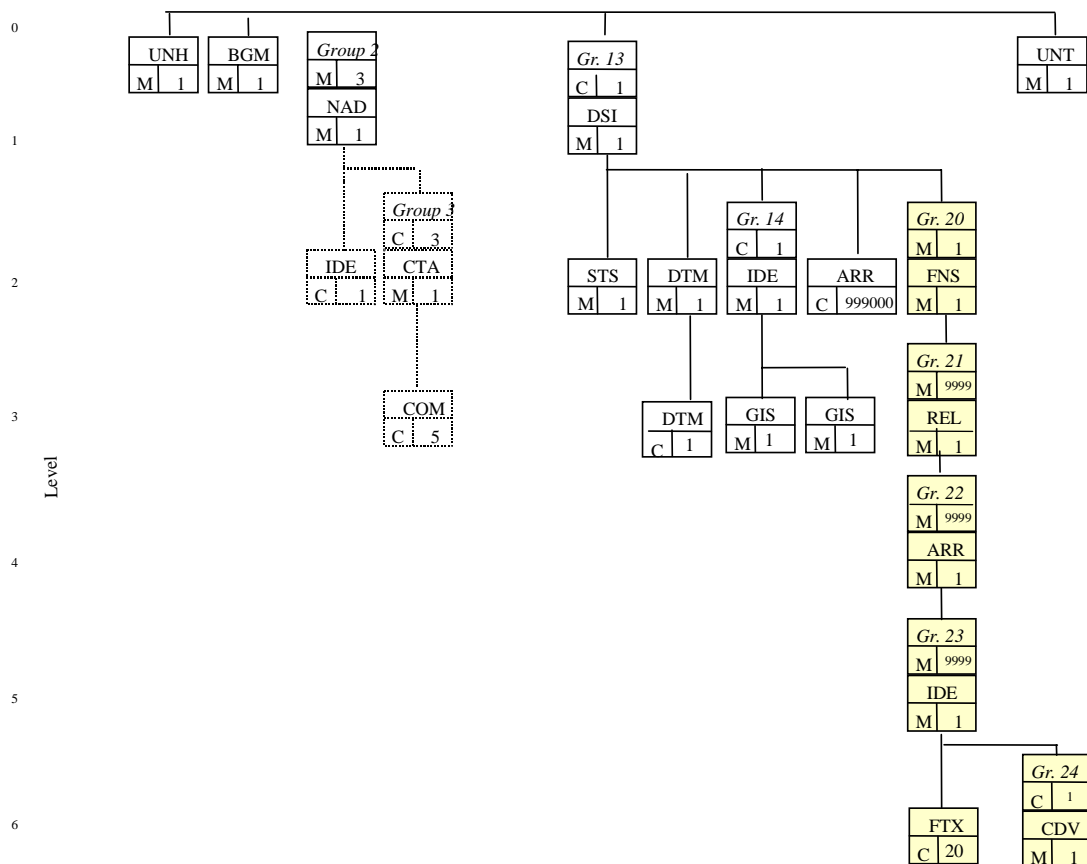 0
UNH
M 1
BGM
M 1
Group 2
M 3
NAD
M 1
Gr. 13
C 1
DSI
M 1
UNT
M 1
1
Group 3
C 3
IDE
C 1
CTA
M 1
STS
M 1
DTM
M 1
Gr. 14
C 1
IDE
M 1
ARR
C 999000
Gr. 20
M 1
FNS
M 1
2
COM
C 5
DTM
C 1
GIS
M 1
GIS
M 1
Gr. 21
M 9999
REL
M 1
3
Level
Gr. 22
M 9999
ARR
M 1
4
Gr. 23
M 9999
IDE
M 1
5
Gr. 24
C 1
FTX
C 20
CDV
M 1
6